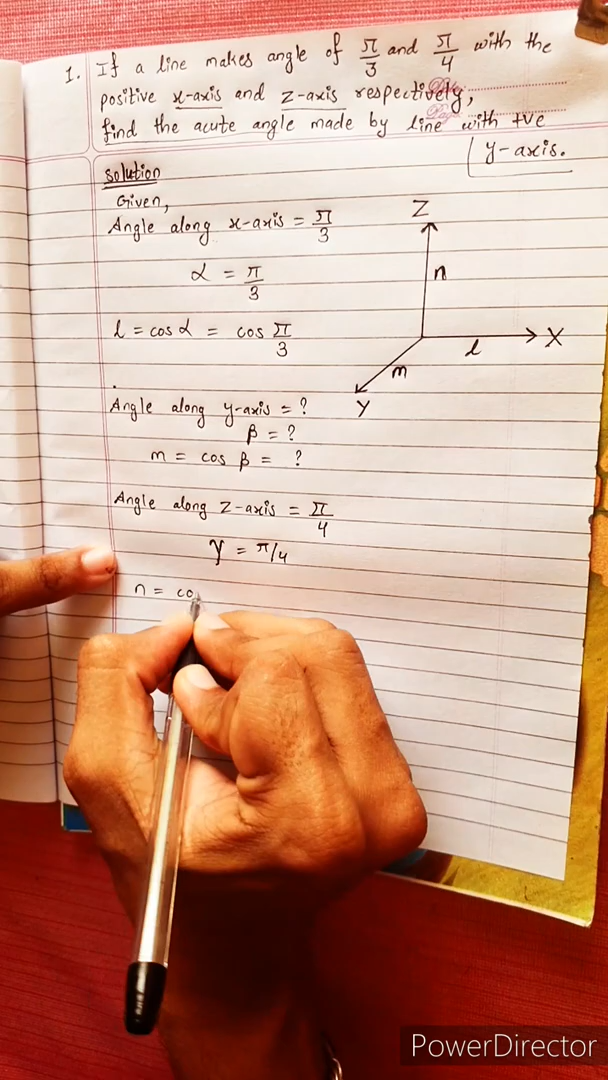 1. If a line makes angle of π/3 and π/4 with the
positive x-axis and z-axis respectively,
find the acute angle made by line with +ve
y-axis.
solution
Given,
Angle along x-axis = π/3
α = π/3
l = cos α = cos π/3
Angle along y-axis = ?
β = ?
m = cos β = ?
Angle along z-axis = π/4
γ = π/4
n = co
Z
n
X
l
m
Y
PowerDirector